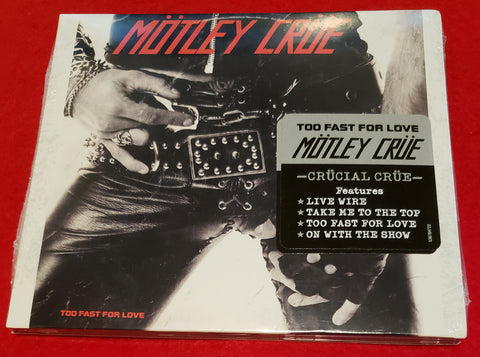 MÖTLEY CRÜE
TOO FAST FOR LOVE
MÖTLEY CRÜE
—CRÜCIAL CRÜE—
Features
★ LIVE WIRE
★ TAKE ME TO THE TOP
★ TOO FAST FOR LOVE
★ ON WITH THE SHOW
TOO FAST FOR LOVE